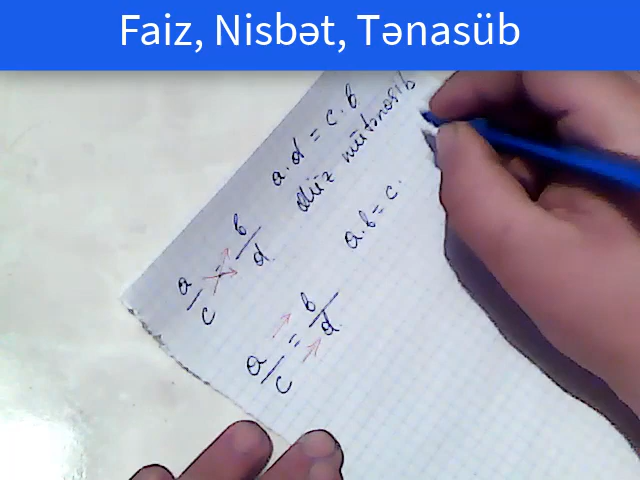 Faiz, Nisbət, Tənasüb
a/c = b/d a.d = c.b
düz mütənasib
a/c = b/d a.b = c.